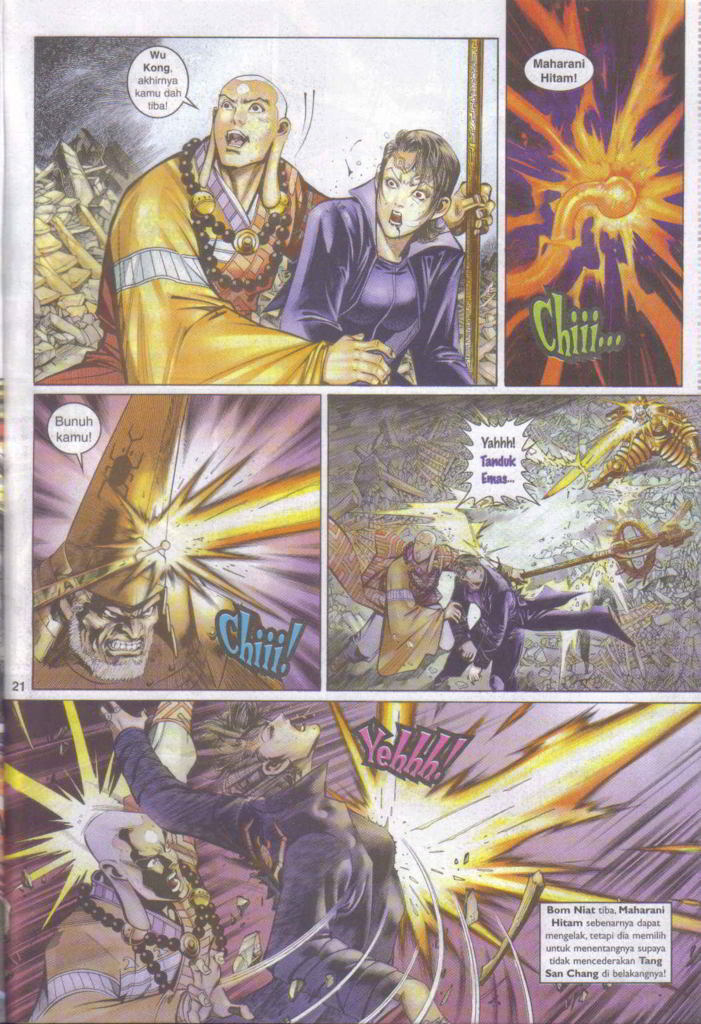 Wu
Kong,
akhirnya
kamu dah
tiba!
Maharani
Hitam!
Chiii...
Bunuh
kamu!
Chiii!
Yahhh!
Tanduk
Emas...
21
Yehhh!
Bom Niat tiba, Maharani
Hitam sebenarnya dapat
mengelak, tetapi dia memilih
untuk menentangnya supaya
tidak mencederakan Tang
San Chang di belakangnya!